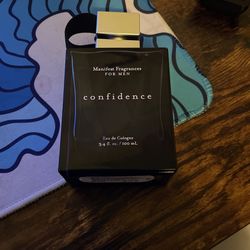 Manifest Fragrances
FOR MEN
confidence
Eau de Cologne
3.4 fl. oz. / 100 mL